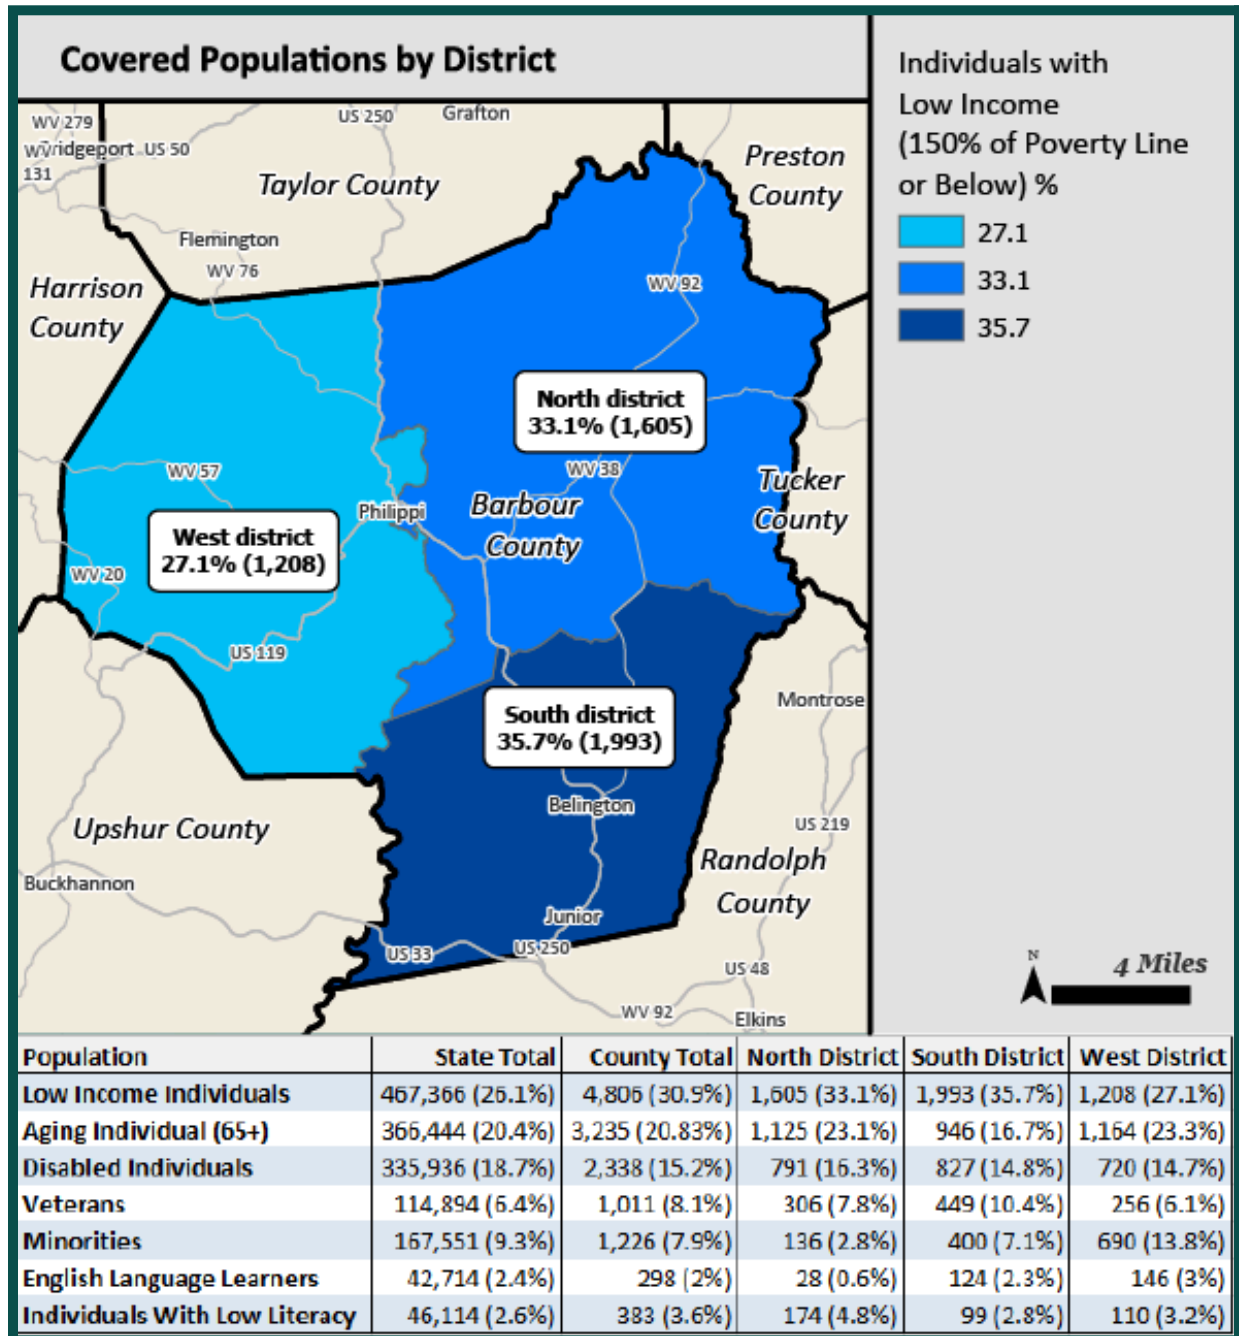 Covered Populations by District
Individuals with
Low Income
(150% of Poverty Line
or Below) %
27.1
33.1
35.7
WV 279
US 250
Grafton
US 50
131
Taylor County
Preston
County
Flemington
WV 76
Harrison
County
WV 92
North district
33.1% (1,605)
WV 57
WV 38
Tucker
County
Philippi
Barbour
County
West district
27.1% (1,208)
WV 20
US 119
Montrose
South district
35.7% (1,993)
Belington
Upshur County
US 219
Randolph
County
Buckhannon
Junior
US 33
US 250
US 48
N
4 Miles
WV 92
Elkins
Population State Total County Total North District South District West District
Low Income Individuals 467,366 (26.1%) 4,806 (30.9%) 1,605 (33.1%) 1,993 (35.7%) 1,208 (27.1%)
Aging Individual (65+) 366,444 (20.4%) 3,235 (20.83%) 1,125 (23.1%) 946 (16.7%) 1,164 (23.3%)
Disabled Individuals 335,936 (18.7%) 2,338 (15.2%) 791 (16.3%) 827 (14.8%) 720 (14.7%)
Veterans 114,894 (6.4%) 1,011 (8.1%) 306 (7.8%) 449 (10.4%) 256 (6.1%)
Minorities 167,551 (9.3%) 1,226 (7.9%) 136 (2.8%) 400 (7.1%) 690 (13.8%)
English Language Learners 42,714 (2.4%) 298 (2%) 28 (0.6%) 124 (2.3%) 146 (3%)
Individuals With Low Literacy 46,114 (2.6%) 383 (3.6%) 174 (4.8%) 99 (2.8%) 110 (3.2%)